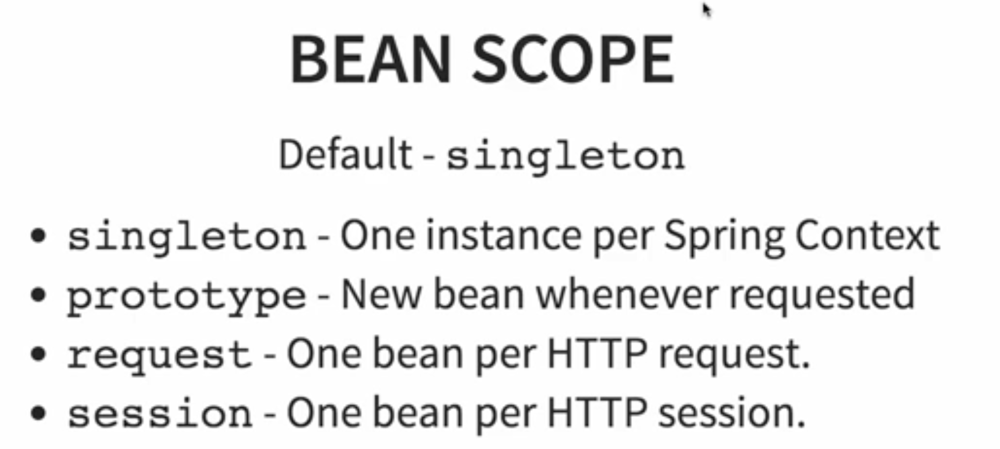 BEAN SCOPE
Default - singleton
• singleton - One instance per Spring Context
• prototype - New bean whenever requested
• request - One bean per HTTP request.
• session - One bean per HTTP session.